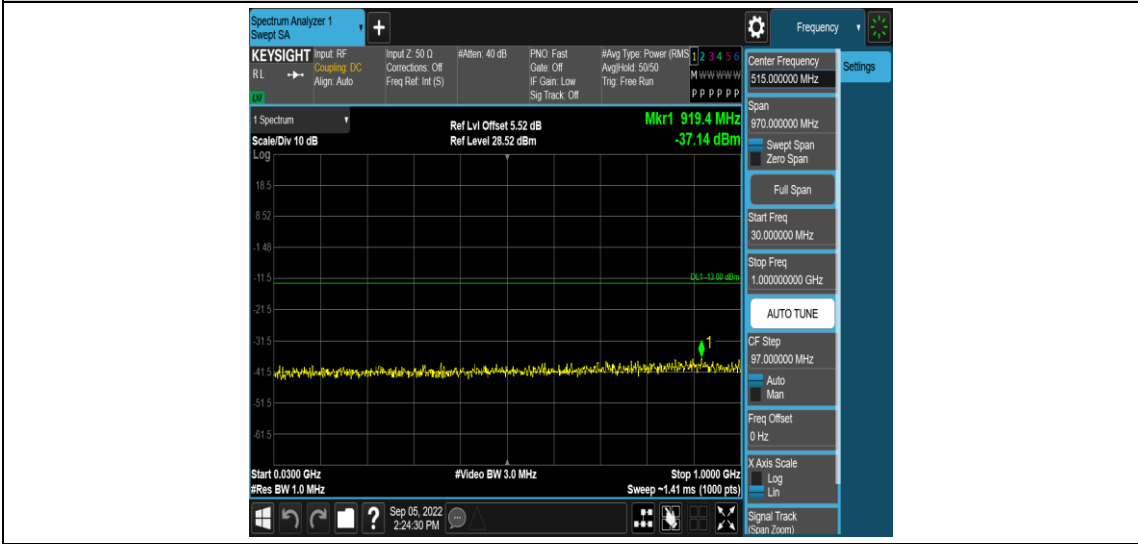 Spectrum Analyzer 1
Swept SA
+
Frequency
KEYSIGHT
RL
Input: RF
Coupling: DC
Align: Auto
Input Z: 50 Ω
Corrections: Off
Freq Ref: Int (S)
#Atten: 40 dB
PNO: Fast
Gate: Off
IF Gain: Low
Sig Track: Off
#Avg Type: Power (RMS
Avg|Hold: 50/50
Trig: Free Run
1 2 3 4 5 6
M W W W W W
P P P P P P
1 Spectrum
Scale/Div 10 dB
Log
Ref Lvl Offset 5.52 dB
Ref Level 28.52 dBm
Mkr1 919.4 MHz
-37.14 dBm
18.5
8.52
-1.48
-11.5
DL1 -13.00 dBm
-21.5
-31.5
1
-41.5
-51.5
-61.5
Start 0.0300 GHz
#Video BW 3.0 MHz
Stop 1.0000 GHz
#Res BW 1.0 MHz
Sweep ~1.41 ms (1000 pts)
?
Sep 05, 2022
2:24:30 PM
Center Frequency
515.000000 MHz
Settings
Span
970.000000 MHz
Swept Span
Zero Span
Full Span
Start Freq
30.000000 MHz
Stop Freq
1.000000000 GHz
AUTO TUNE
CF Step
97.000000 MHz
Auto
Man
Freq Offset
0 Hz
X Axis Scale
Log
Lin
Signal Track
(Span Zoom)